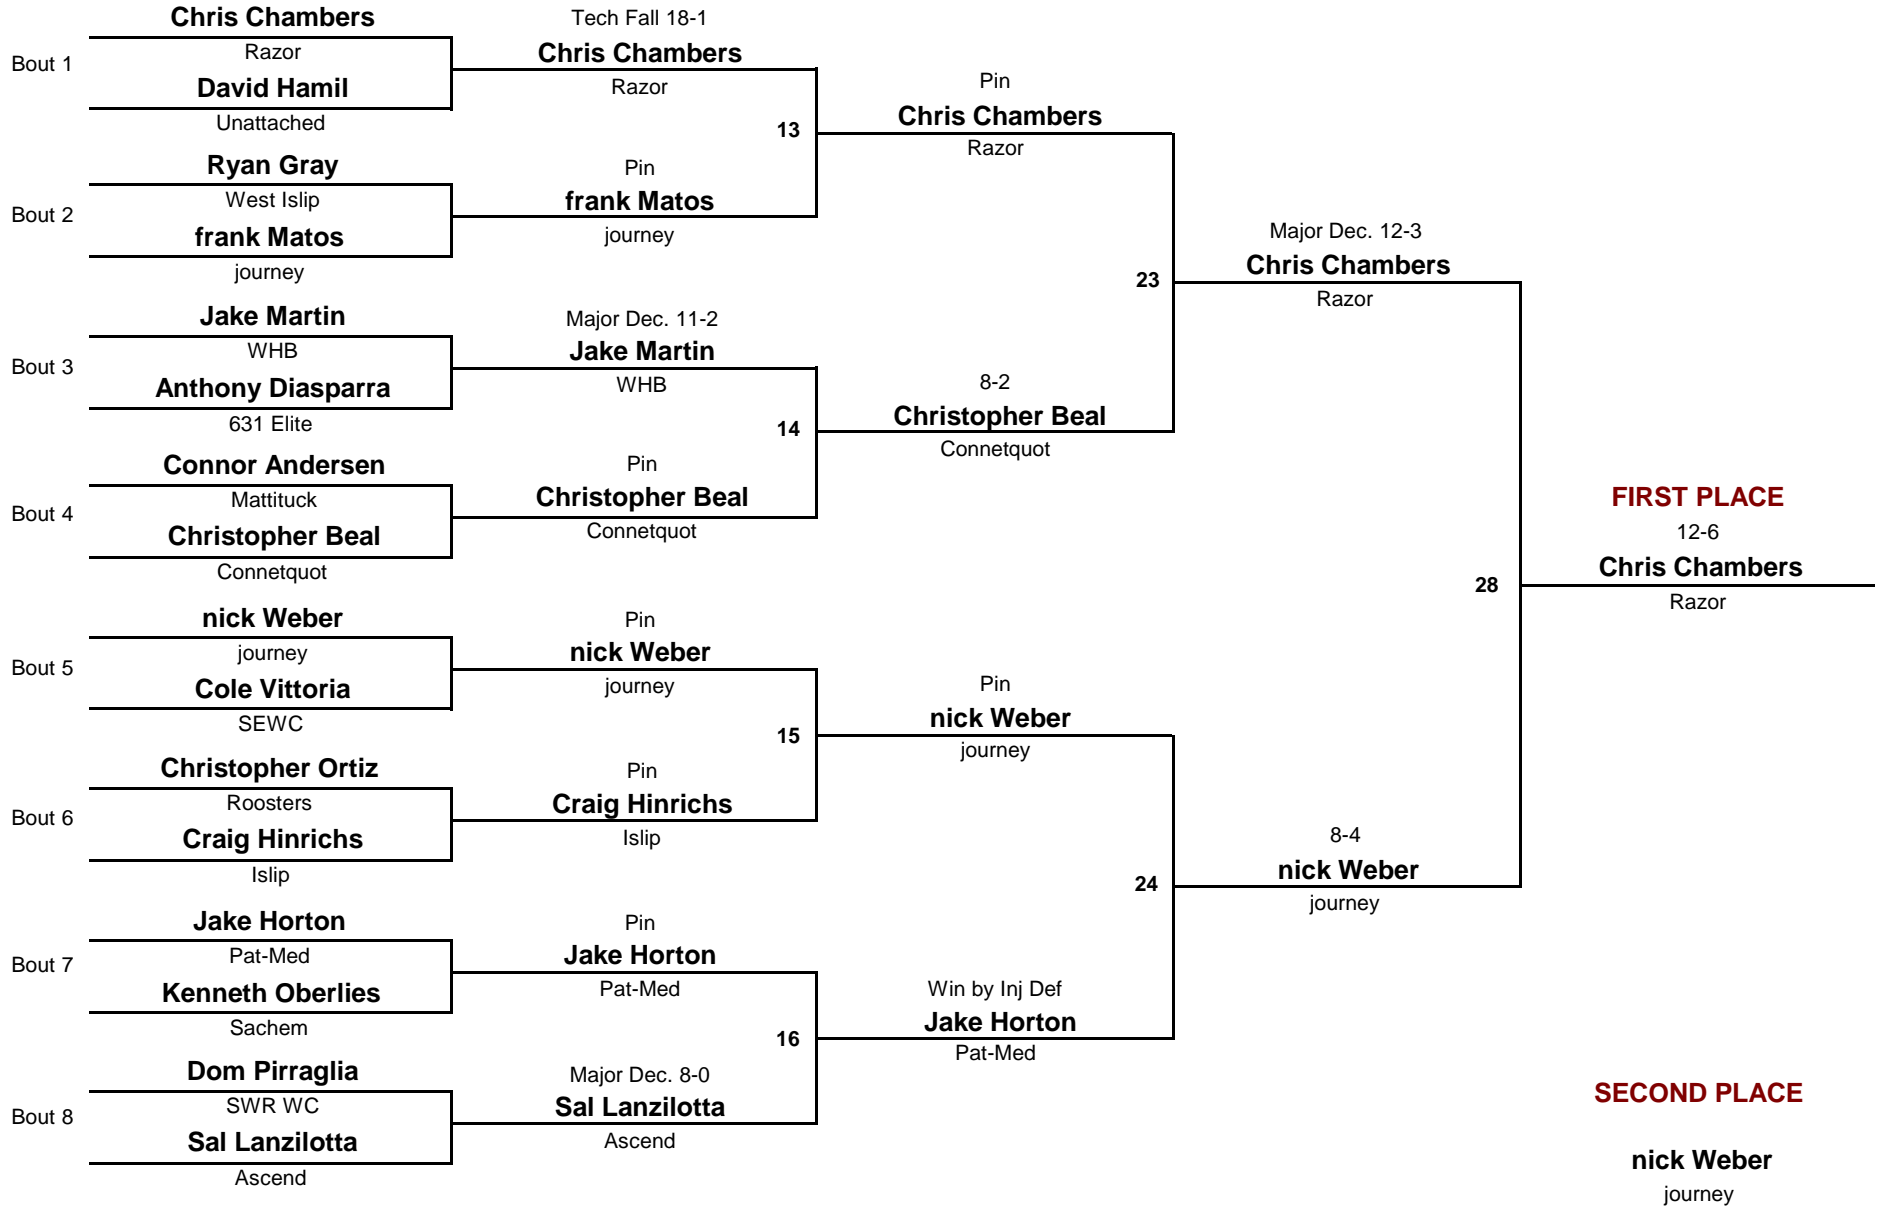 Chris Chambers
Razor
Bout 1
David Hamil
Unattached
Ryan Gray
West Islip
Bout 2
frank Matos
journey
Jake Martin
WHB
Bout 3
Anthony Diasparra
631 Elite
Connor Andersen
Mattituck
Bout 4
Christopher Beal
Connetquot
nick Weber
journey
Bout 5
Cole Vittoria
SEWC
Christopher Ortiz
Roosters
Bout 6
Craig Hinrichs
Islip
Jake Horton
Pat-Med
Bout 7
Kenneth Oberlies
Sachem
Dom Pirraglia
SWR WC
Bout 8
Sal Lanzilotta
Ascend
Tech Fall 18-1
Chris Chambers
Razor
13
Pin
frank Matos
journey
Major Dec. 11-2
Jake Martin
WHB
14
Pin
Christopher Beal
Connetquot
Pin
nick Weber
journey
15
Pin
Craig Hinrichs
Islip
Pin
Jake Horton
Pat-Med
16
Major Dec. 8-0
Sal Lanzilotta
Ascend
Pin
Chris Chambers
Razor
23
8-2
Christopher Beal
Connetquot
Pin
nick Weber
journey
24
Win by Inj Def
Jake Horton
Pat-Med
Major Dec. 12-3
Chris Chambers
Razor
28
8-4
nick Weber
journey
FIRST PLACE
12-6
Chris Chambers
Razor
SECOND PLACE
nick Weber
journey